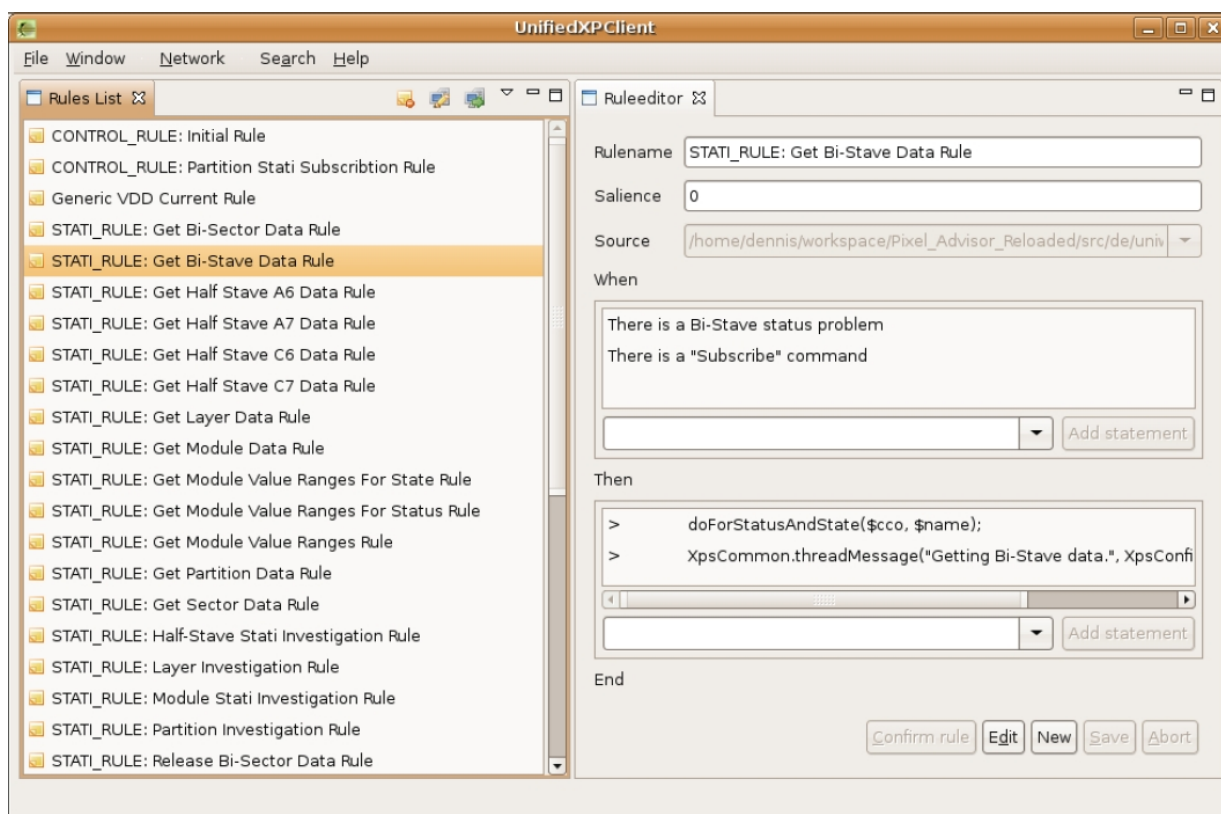 UnifiedXPClient
File Window Network Search Help
Rules List
CONTROL_RULE: Initial Rule
CONTROL_RULE: Partition Stati Subscribtion Rule
Generic VDD Current Rule
STATI_RULE: Get Bi-Sector Data Rule
STATI_RULE: Get Bi-Stave Data Rule
STATI_RULE: Get Half Stave A6 Data Rule
STATI_RULE: Get Half Stave A7 Data Rule
STATI_RULE: Get Half Stave C6 Data Rule
STATI_RULE: Get Half Stave C7 Data Rule
STATI_RULE: Get Layer Data Rule
STATI_RULE: Get Module Data Rule
STATI_RULE: Get Module Value Ranges For State Rule
STATI_RULE: Get Module Value Ranges For Status Rule
STATI_RULE: Get Module Value Ranges Rule
STATI_RULE: Get Partition Data Rule
STATI_RULE: Get Sector Data Rule
STATI_RULE: Half-Stave Stati Investigation Rule
STATI_RULE: Layer Investigation Rule
STATI_RULE: Module Stati Investigation Rule
STATI_RULE: Partition Investigation Rule
STATI_RULE: Release Bi-Sector Data Rule
Ruleeditor
Rulename STATI_RULE: Get Bi-Stave Data Rule
Salience 0
Source /home/dennis/workspace/Pixel_Advisor_Reloaded/src/de/univ
When
There is a Bi-Stave status problem
There is a "Subscribe" command
Add statement
Then
> doForStatusAndState($cco, $name);
> XpsCommon.threadMessage("Getting Bi-Stave data.", XpsConfi
Add statement
End
Confirm rule Edit New Save Abort